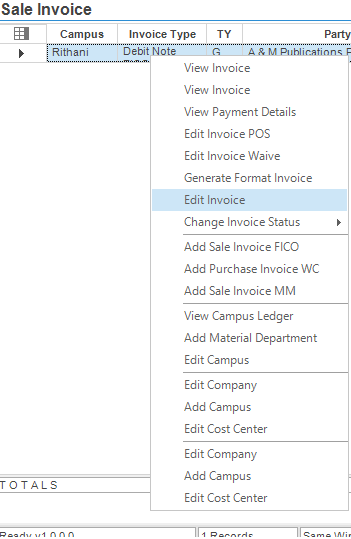 Sale Invoice
Campus Invoice Type TY Party
Rithani Debit Note G A & M Publications P
View Invoice
View Invoice
View Payment Details
Edit Invoice POS
Edit Invoice Waive
Generate Format Invoice
Edit Invoice
Change Invoice Status
Add Sale Invoice FICO
Add Purchase Invoice WC
Add Sale Invoice MM
View Campus Ledger
Add Material Department
Edit Campus
Edit Company
Add Campus
Edit Cost Center
Edit Company
Add Campus
Edit Cost Center
TOTALS
Ready v1.0.0.0 1 Records Same Win